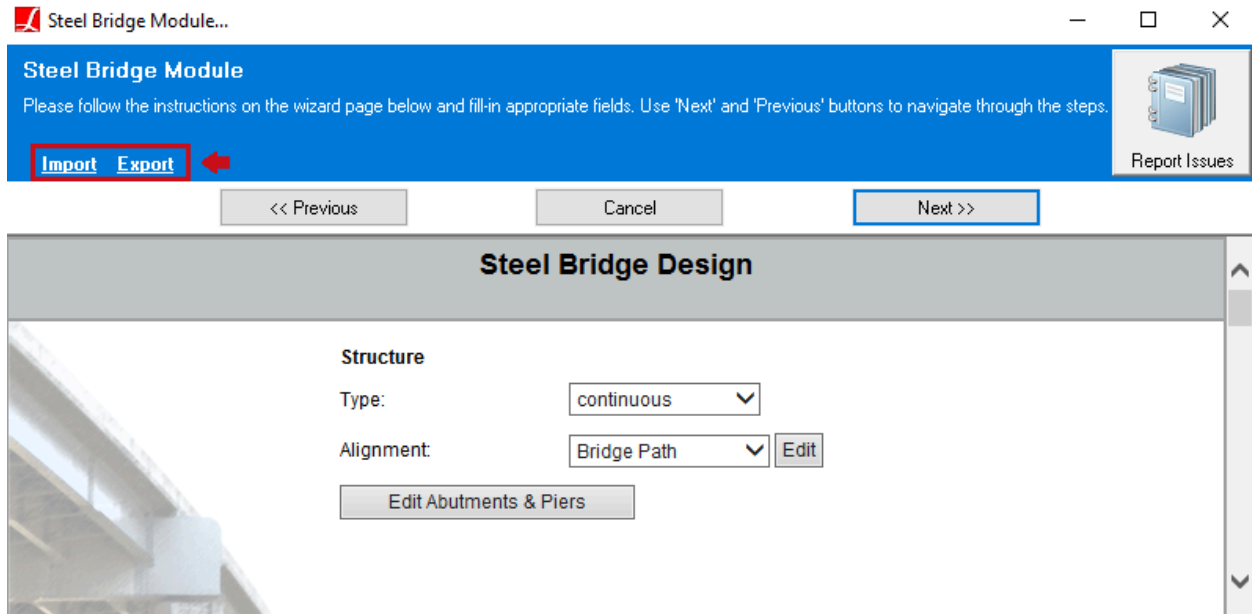 Steel Bridge Module...
Steel Bridge Module
Please follow the instructions on the wizard page below and fill-in appropriate fields. Use 'Next' and 'Previous' buttons to navigate through the steps.
Import Export
Report Issues
<< Previous Cancel Next >>
Steel Bridge Design
Structure
Type: continuous
Alignment: Bridge Path Edit
Edit Abutments & Piers